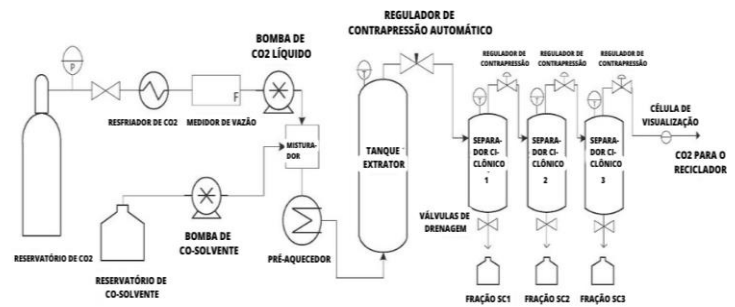 REGULADOR DE
CONTRAPRESSÃO AUTOMÁTICO
BOMBA DE
CO2 LÍQUIDO
P
RESFRIADOR DE CO2
MEDIDOR DE VAZÃO
F
MISTURA-
DOR
TANQUE
EXTRATOR
T
REGULADOR DE
CONTRAPRESSÃO
REGULADOR DE
CONTRAPRESSÃO
REGULADOR DE
CONTRAPRESSÃO
T
T
T
SEPARA-
DOR CI-
CLÔNICO
1
SEPARA-
DOR CI-
CLÔNICO
2
SEPARA-
DOR CI-
CLÔNICO
3
CÉLULA DE
VISUALIZAÇÃO
CO2 PARA O
RECICLADOR
VÁLVULAS DE
DRENAGEM
RESERVATÓRIO DE CO2
RESERVATÓRIO DE
CO-SOLVENTE
BOMBA DE
CO-SOLVENTE
PRÉ-AQUECEDOR
FRAÇÃO SC1
FRAÇÃO SC2
FRAÇÃO SC3